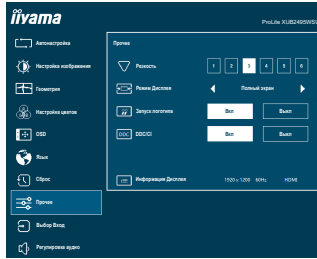 iiyama
ProLite XUB2495WSU
Автонастройка
Прочее
Настройка изображения
Резкость
1 2 3 4 5 6
Геометрия
Режим Дисплея
Полный экран
Настройка цветов
Запуск логотипа
Вкл
Выкл
OSD
DDC DDC/CI
Вкл
Выкл
Язык
Сброс
Информация Дисплея
1920 x 1200 60Hz HDMI
Прочее
Выбор Вход
Регулировка аудио